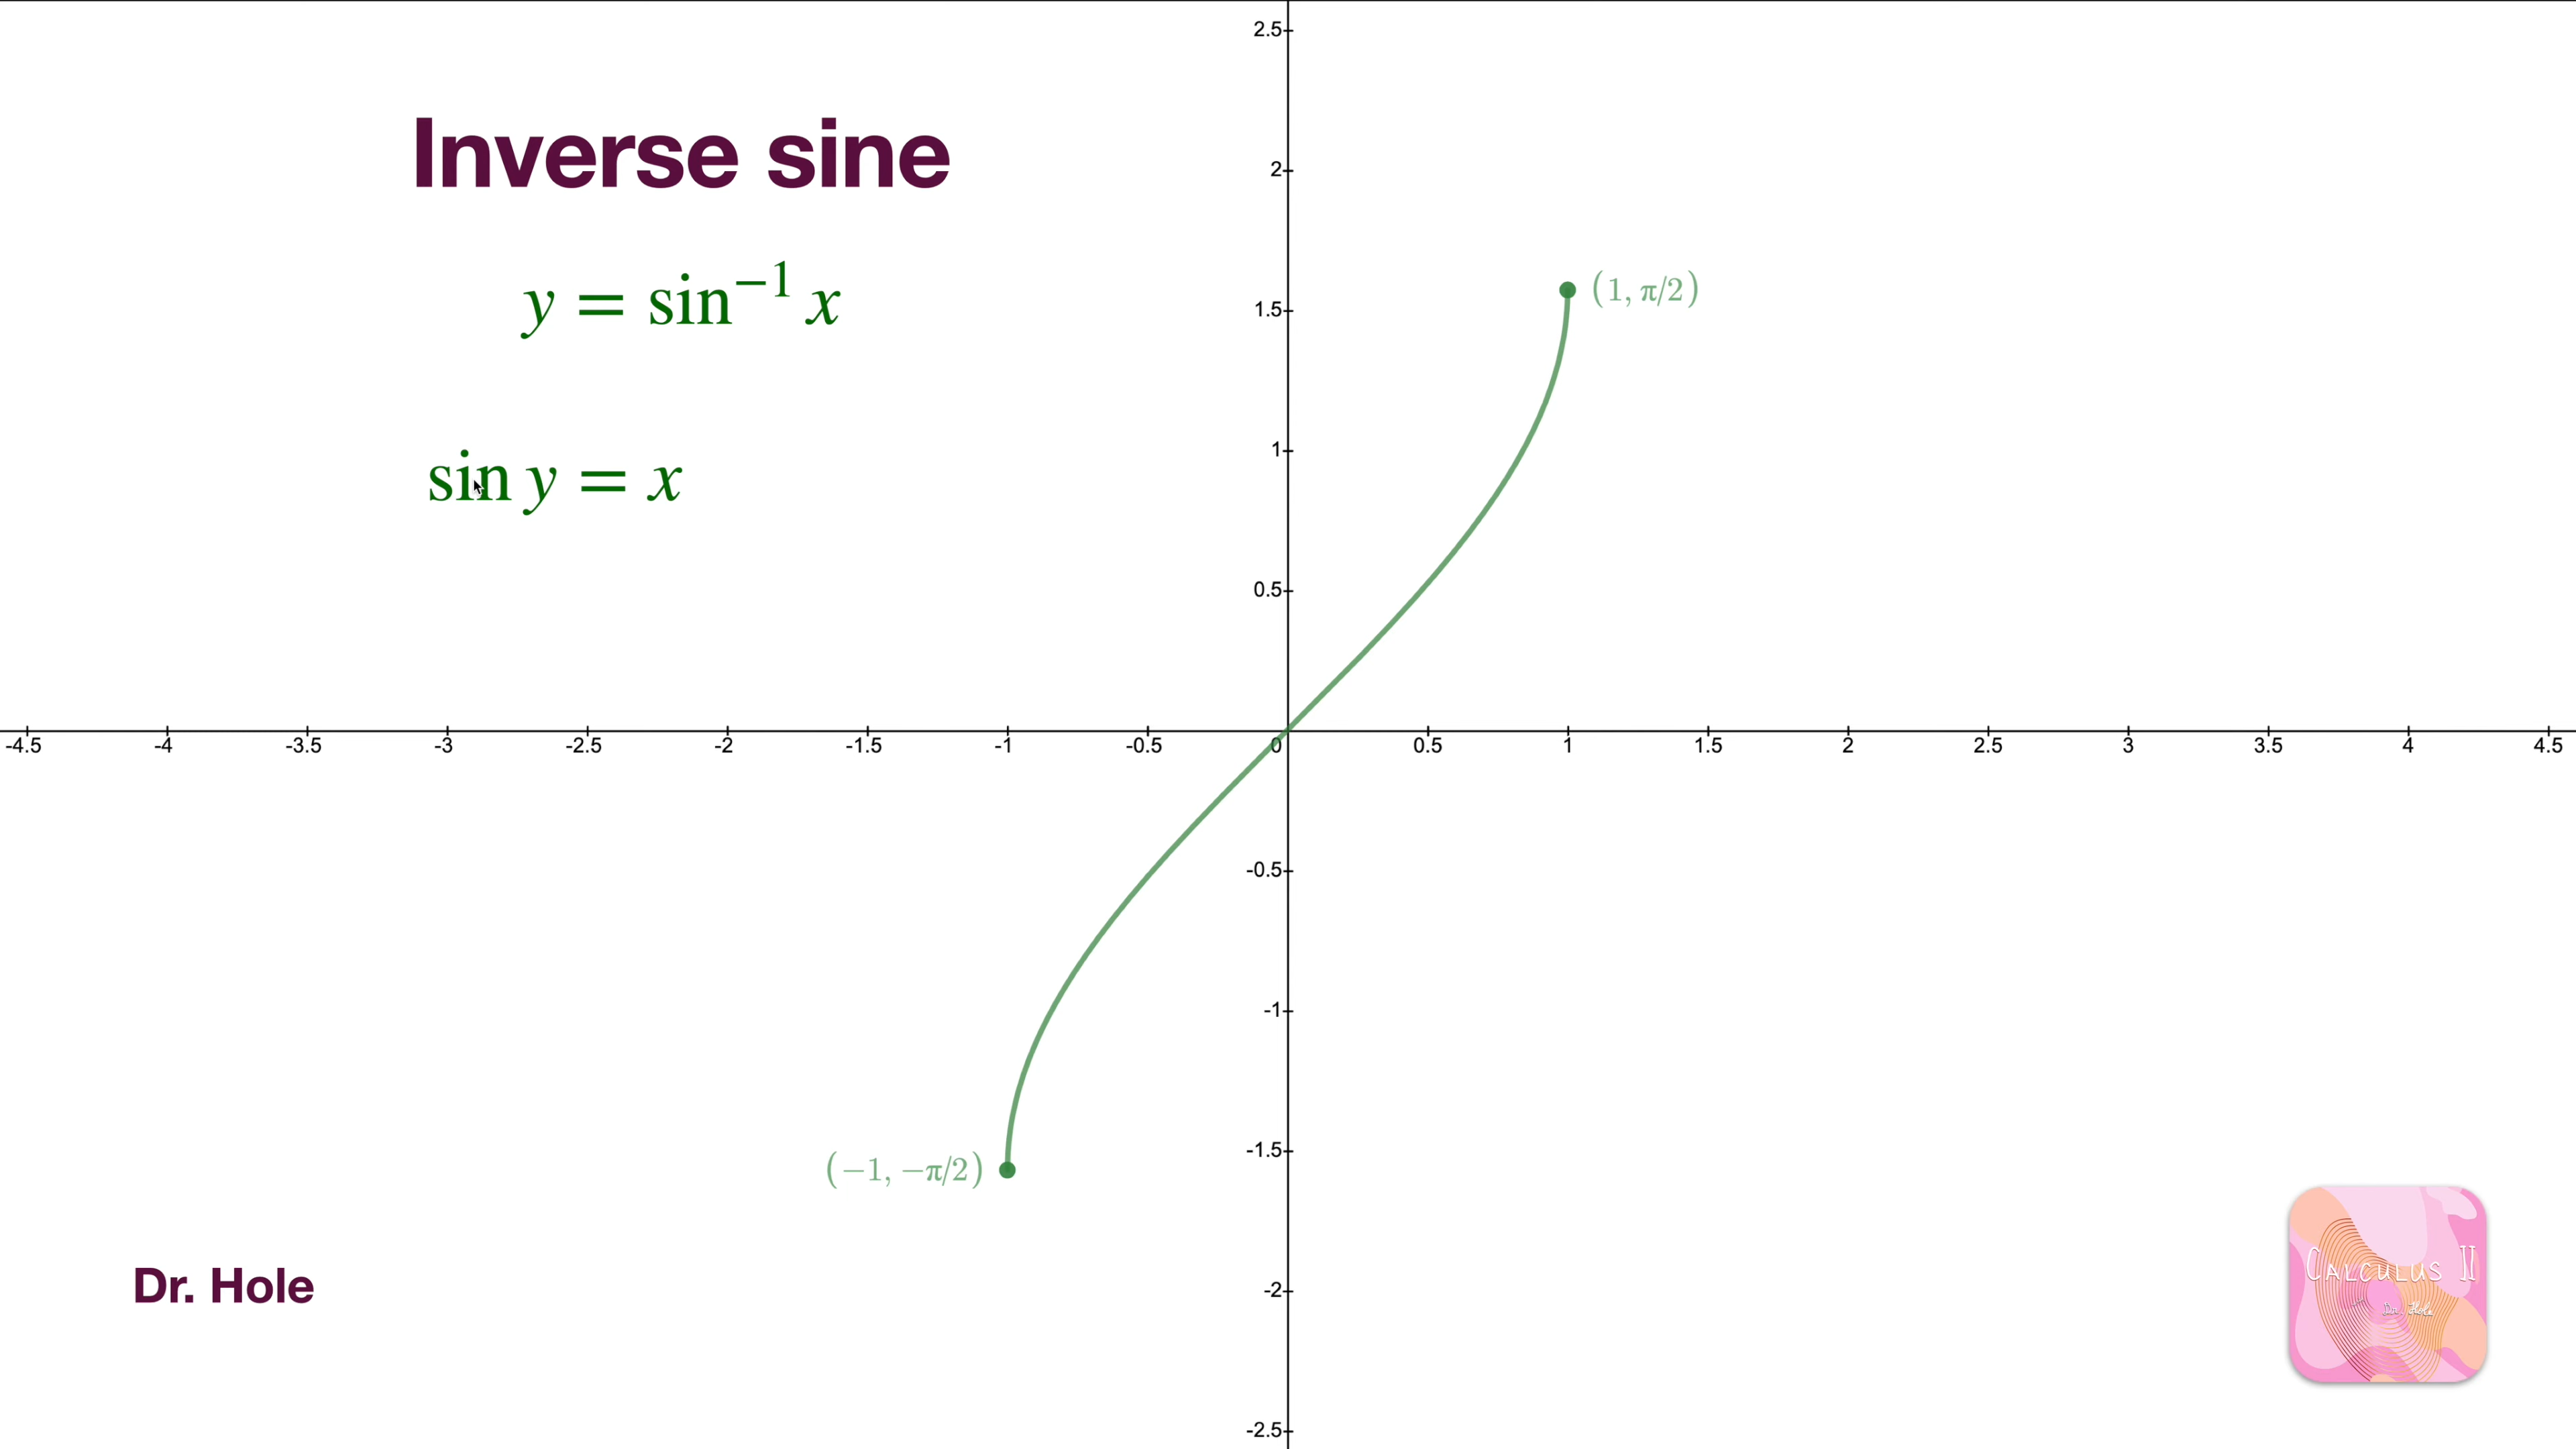 Inverse sine
y = sin⁻¹ x
sin y = x
(1, π/2)
(−1, −π/2)
2.5
2
1.5
1
0.5
-4.5 -4 -3.5 -3 -2.5 -2 -1.5 -1 -0.5 0 0.5 1 1.5 2 2.5 3 3.5 4 4.5
-0.5
-1
-1.5
-2
-2.5
Dr. Hole
CALCULUS II
Dr. Hole